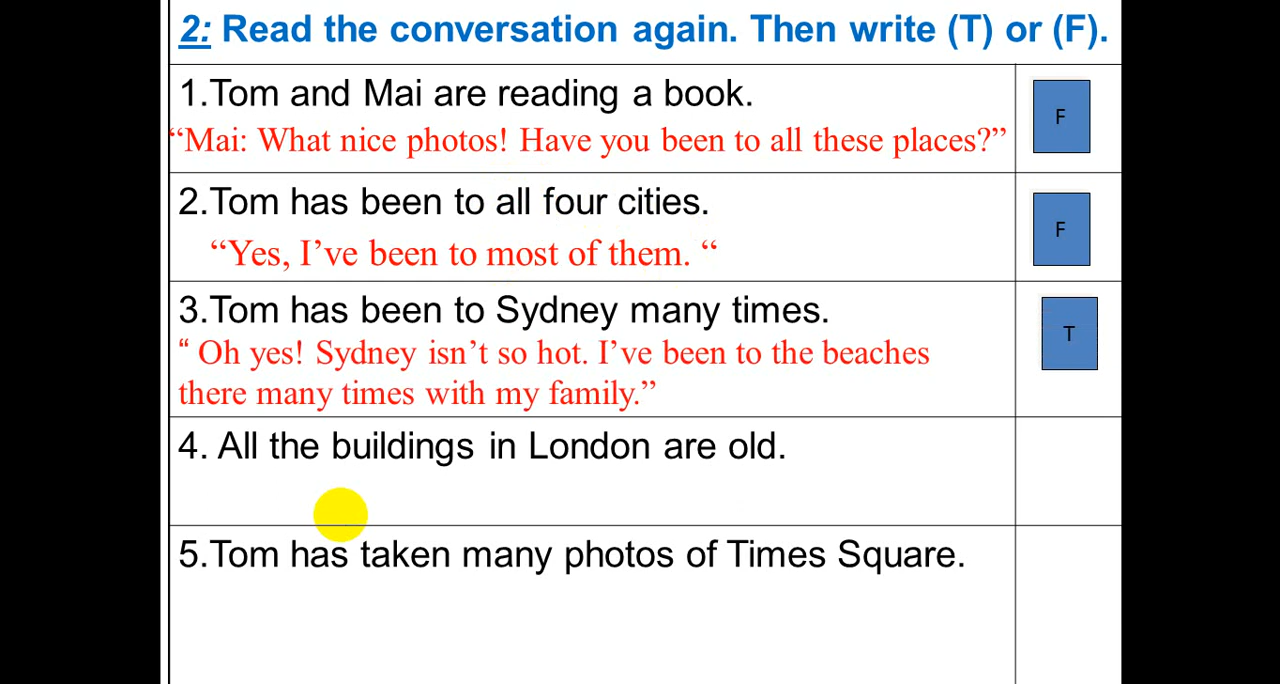 2: Read the conversation again. Then write (T) or (F).
1.Tom and Mai are reading a book.
F
“Mai: What nice photos! Have you been to all these places?”
2.Tom has been to all four cities.
F
“Yes, I’ve been to most of them. “
3.Tom has been to Sydney many times.
T
“ Oh yes! Sydney isn’t so hot. I’ve been to the beaches
there many times with my family.”
4. All the buildings in London are old.
5.Tom has taken many photos of Times Square.